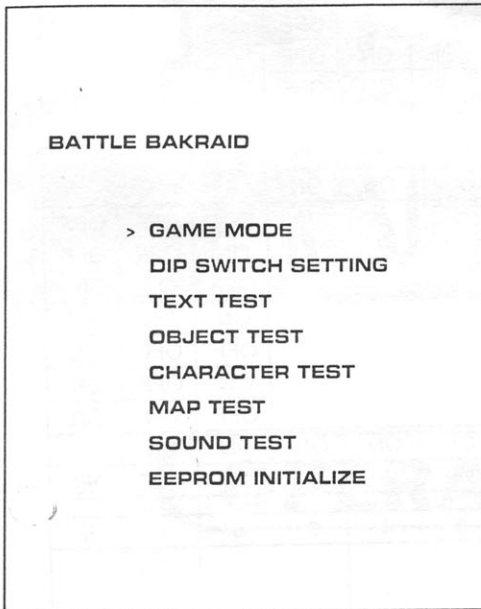 BATTLE BAKRAID
> GAME MODE
DIP SWITCH SETTING
TEXT TEST
OBJECT TEST
CHARACTER TEST
MAP TEST
SOUND TEST
EEPROM INITIALIZE